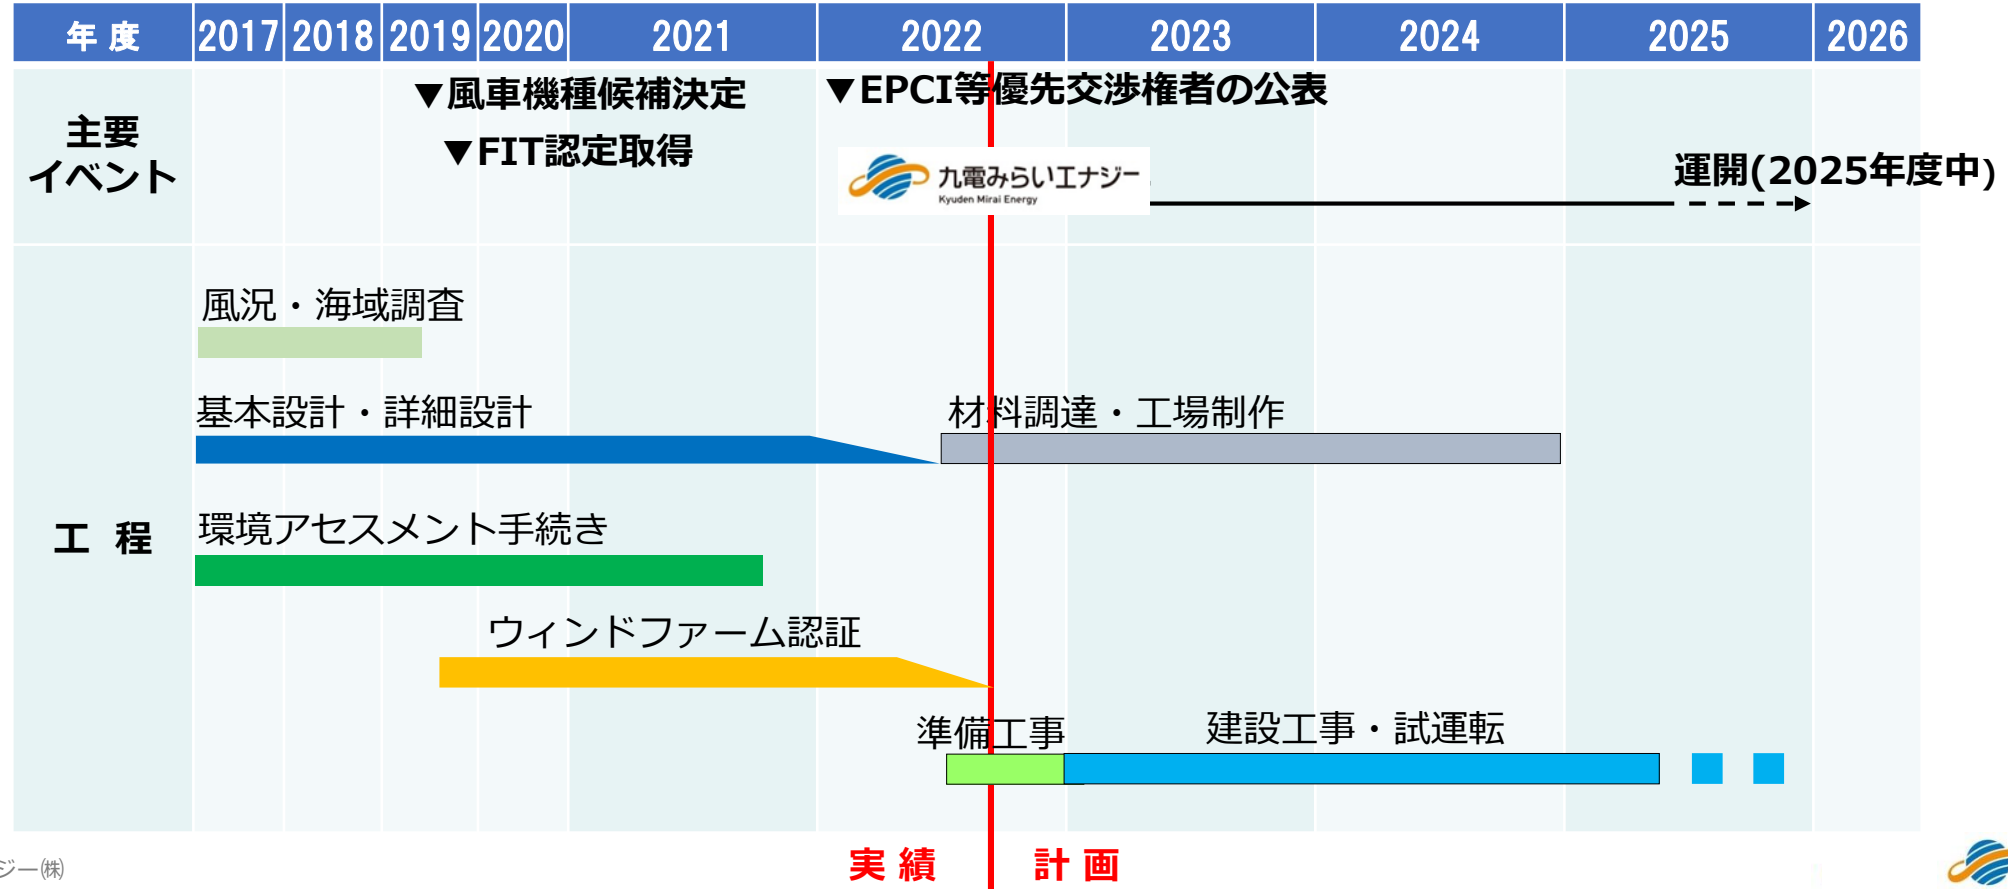 年 度 2017 2018 2019 2020 2021 2022 2023 2024 2025 2026
主要
イベント
▼風車機種候補決定
▼FIT認定取得
▼EPCI等優先交渉権者の公表
九電みらいエナジー
Kyuden Mirai Energy
運開(2025年度中)
工 程
風況・海域調査
基本設計・詳細設計
材料調達・工場制作
環境アセスメント手続き
ウィンドファーム認証
準備工事
建設工事・試運転
実 績
計 画
ジー㈱